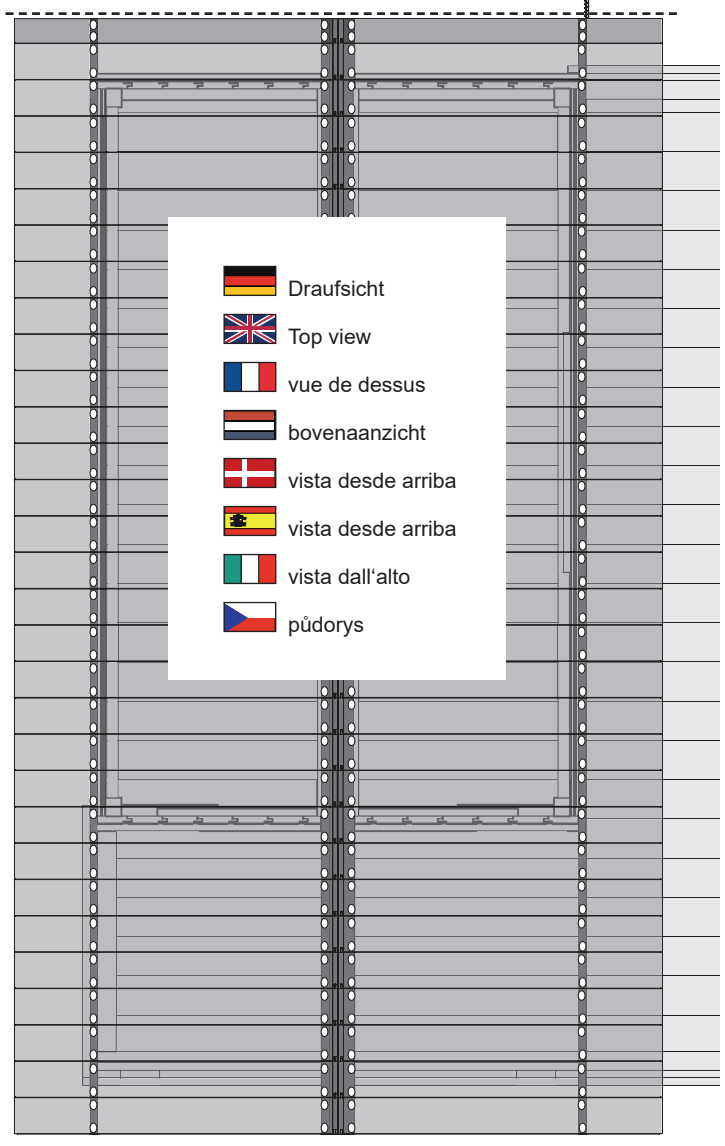 Draufsicht
Top view
vue de dessus
bovenaanzicht
vista desde arriba
vista desde arriba
vista dall‘alto
půdorys